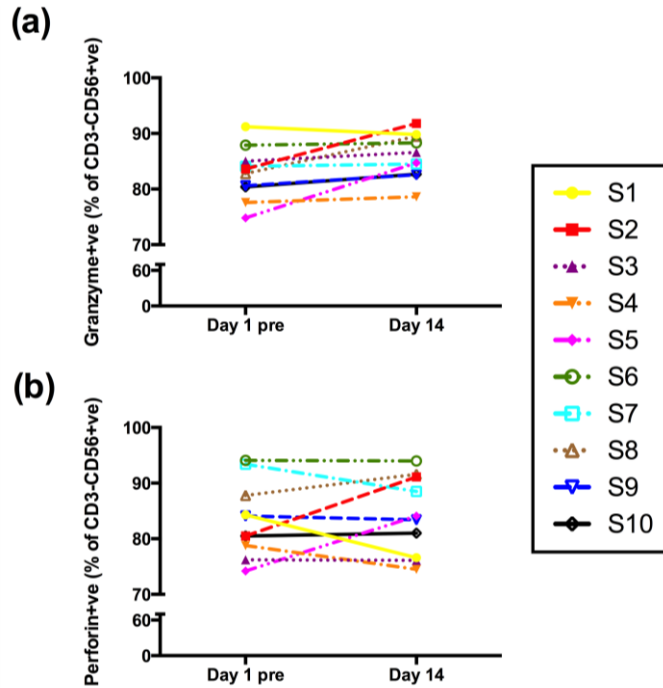 (a)
Granzyme+ve (% of CD3-CD56+ve)
100
90
80
70
60
0
Day 1 pre Day 14
(b)
Perforin+ve (% of CD3-CD56+ve)
100
90
80
70
60
0
Day 1 pre Day 14
S1
S2
S3
S4
S5
S6
S7
S8
S9
S10